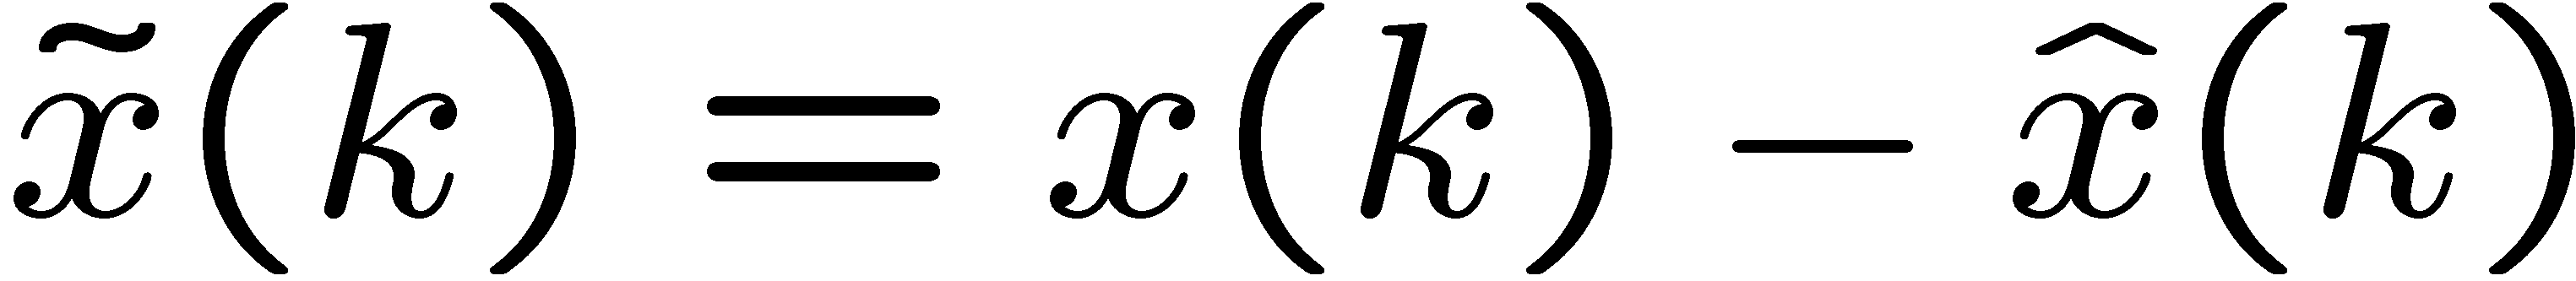 x̃(k) = x(k) − x̂(k)